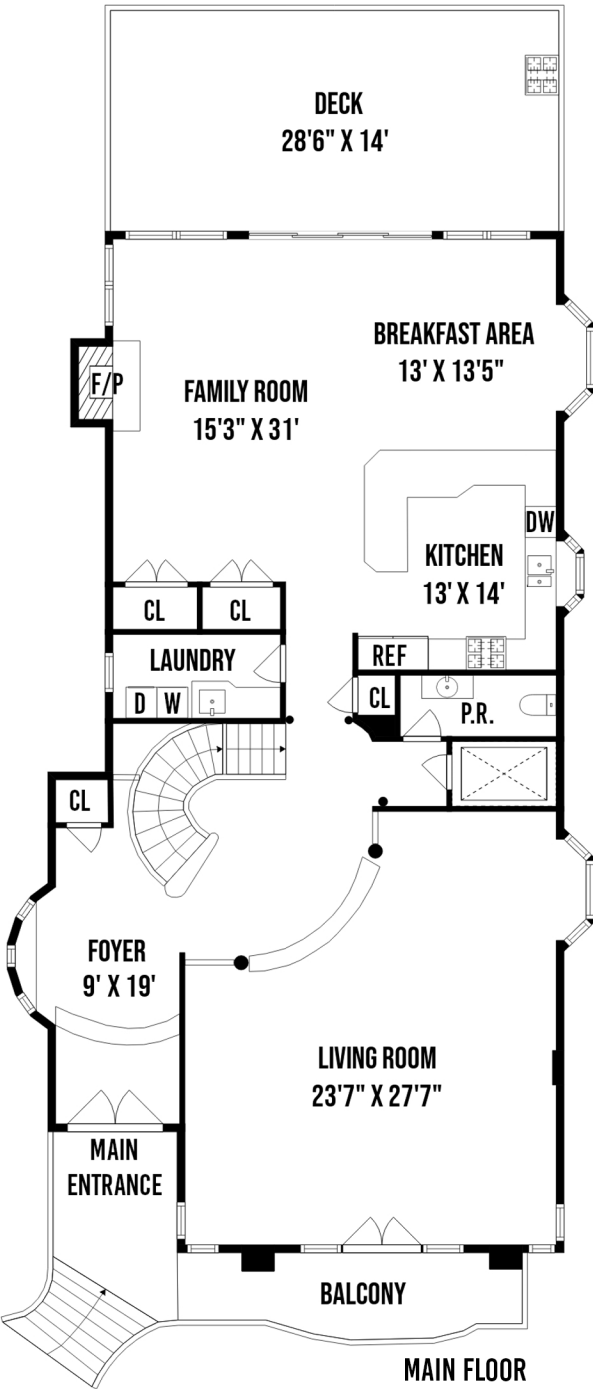 DECK
28'6" X 14'
BREAKFAST AREA
13' X 13'5"
F/P
FAMILY ROOM
15'3" X 31'
DW
KITCHEN
13' X 14'
CL
CL
LAUNDRY
REF
D
W
CL
P.R.
CL
FOYER
9' X 19'
LIVING ROOM
23'7" X 27'7"
MAIN
ENTRANCE
BALCONY
MAIN FLOOR